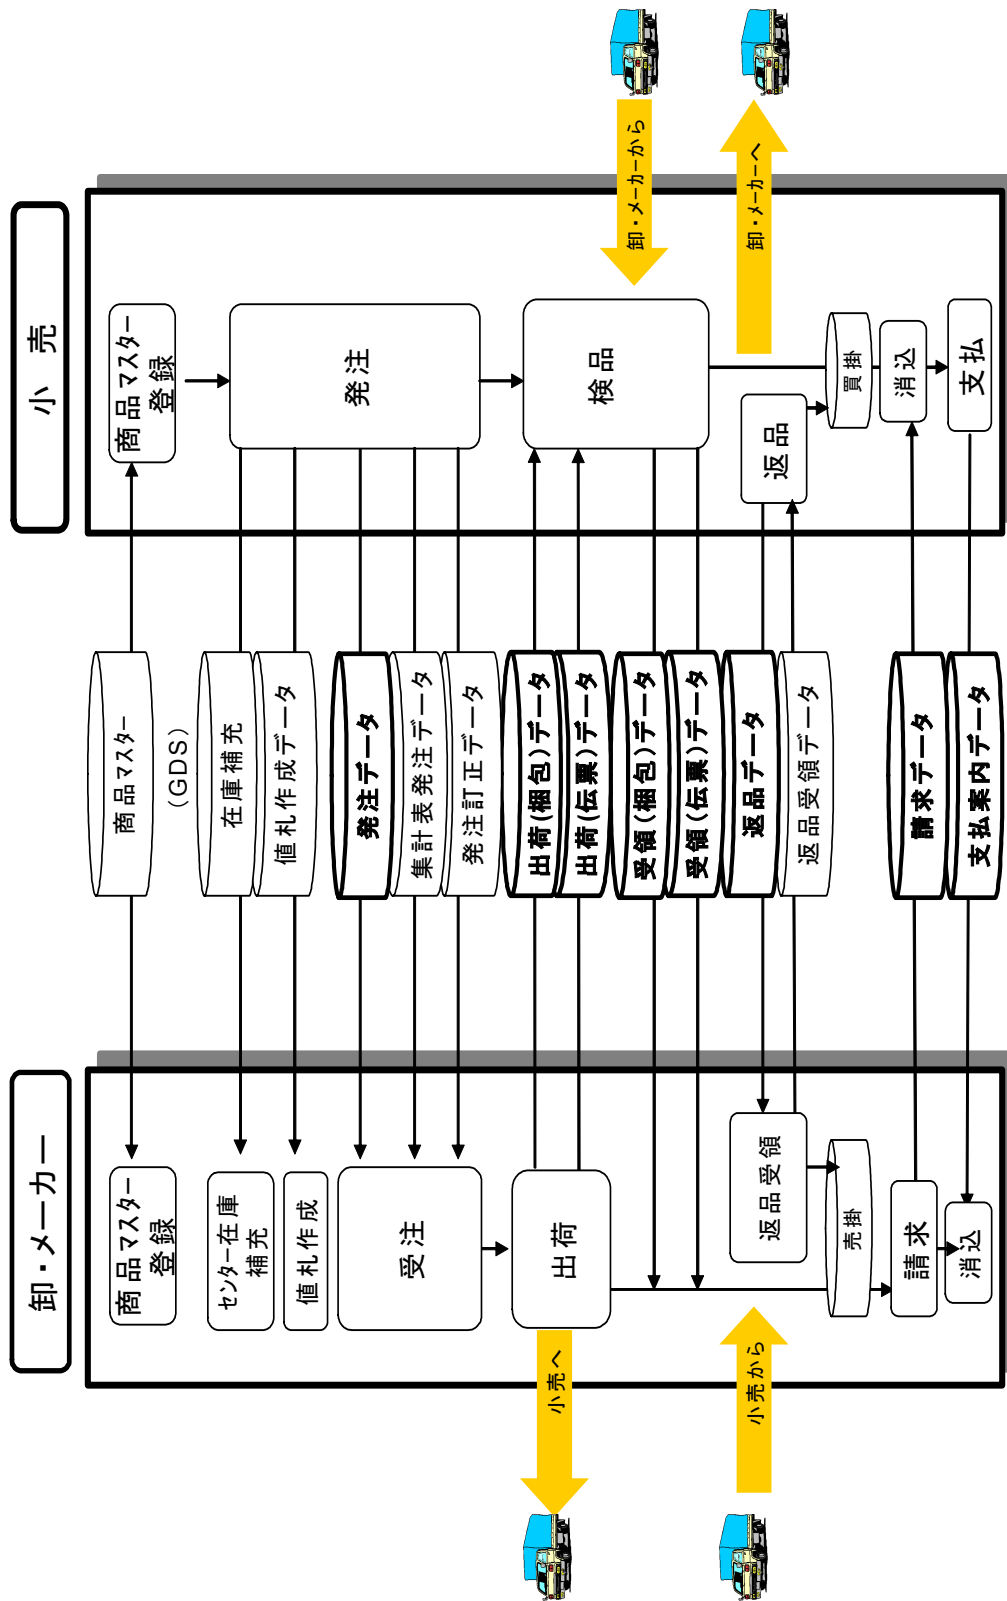 卸・メーカー
小　売
商品マスター
登録
商品マスター
(GDS)
商品マスター
登録
センター在庫
補充
在庫補充
値札作成
値札作成データ
受注
発注データ
集計表発注データ
発注訂正データ
発注
出荷
出荷(梱包)データ
出荷(伝票)データ
受領(梱包)データ
受領(伝票)データ
検品
小売へ
卸・メーカーから
返品受領
返品データ
返品受領データ
返品
小売から
卸・メーカーへ
売掛
買掛
請求
請求データ
消込
消込
支払案内データ
支払